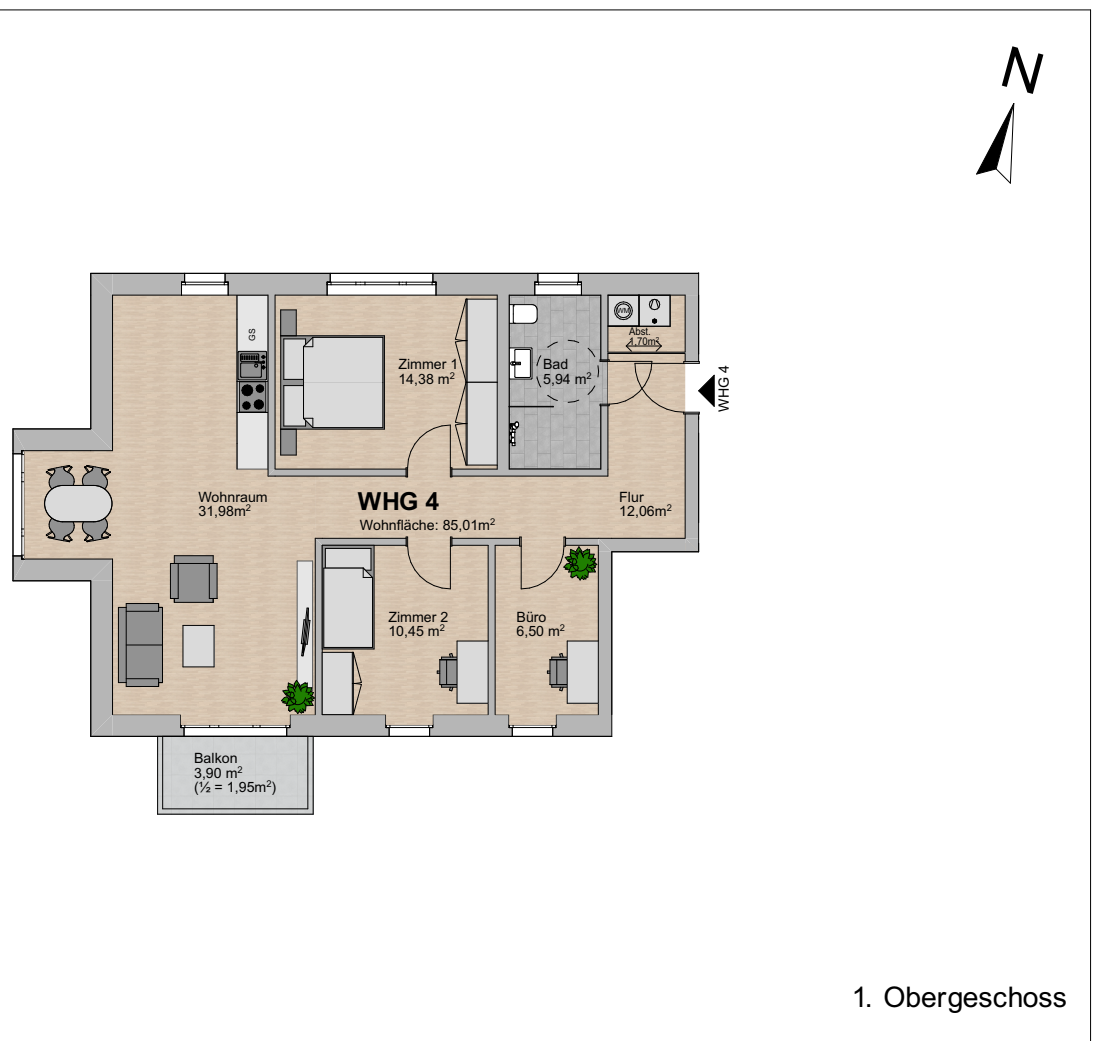 N
GS
WM
Abst.
1,70m²
Zimmer 1
14,38 m²
Bad
5,94 m²
WHG 4
Wohnraum
31,98m²
WHG 4
Wohnfläche: 85,01m²
Flur
12,06m²
Zimmer 2
10,45 m²
Büro
6,50 m²
Balkon
3,90 m²
(½ = 1,95m²)
1. Obergeschoss